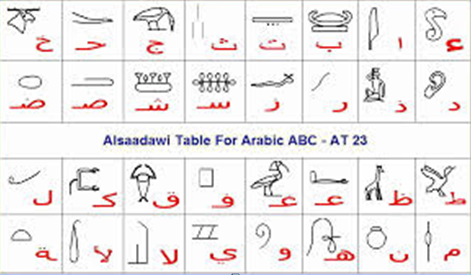 ء ا ب ت ث ج ح خ
د ذ ر ز س ش ص ض
Alsaadawi Table For Arabic ABC - AT 23
ط ظ ع غ ف ق ك ل
م ن هـ و ي لا لأ ة